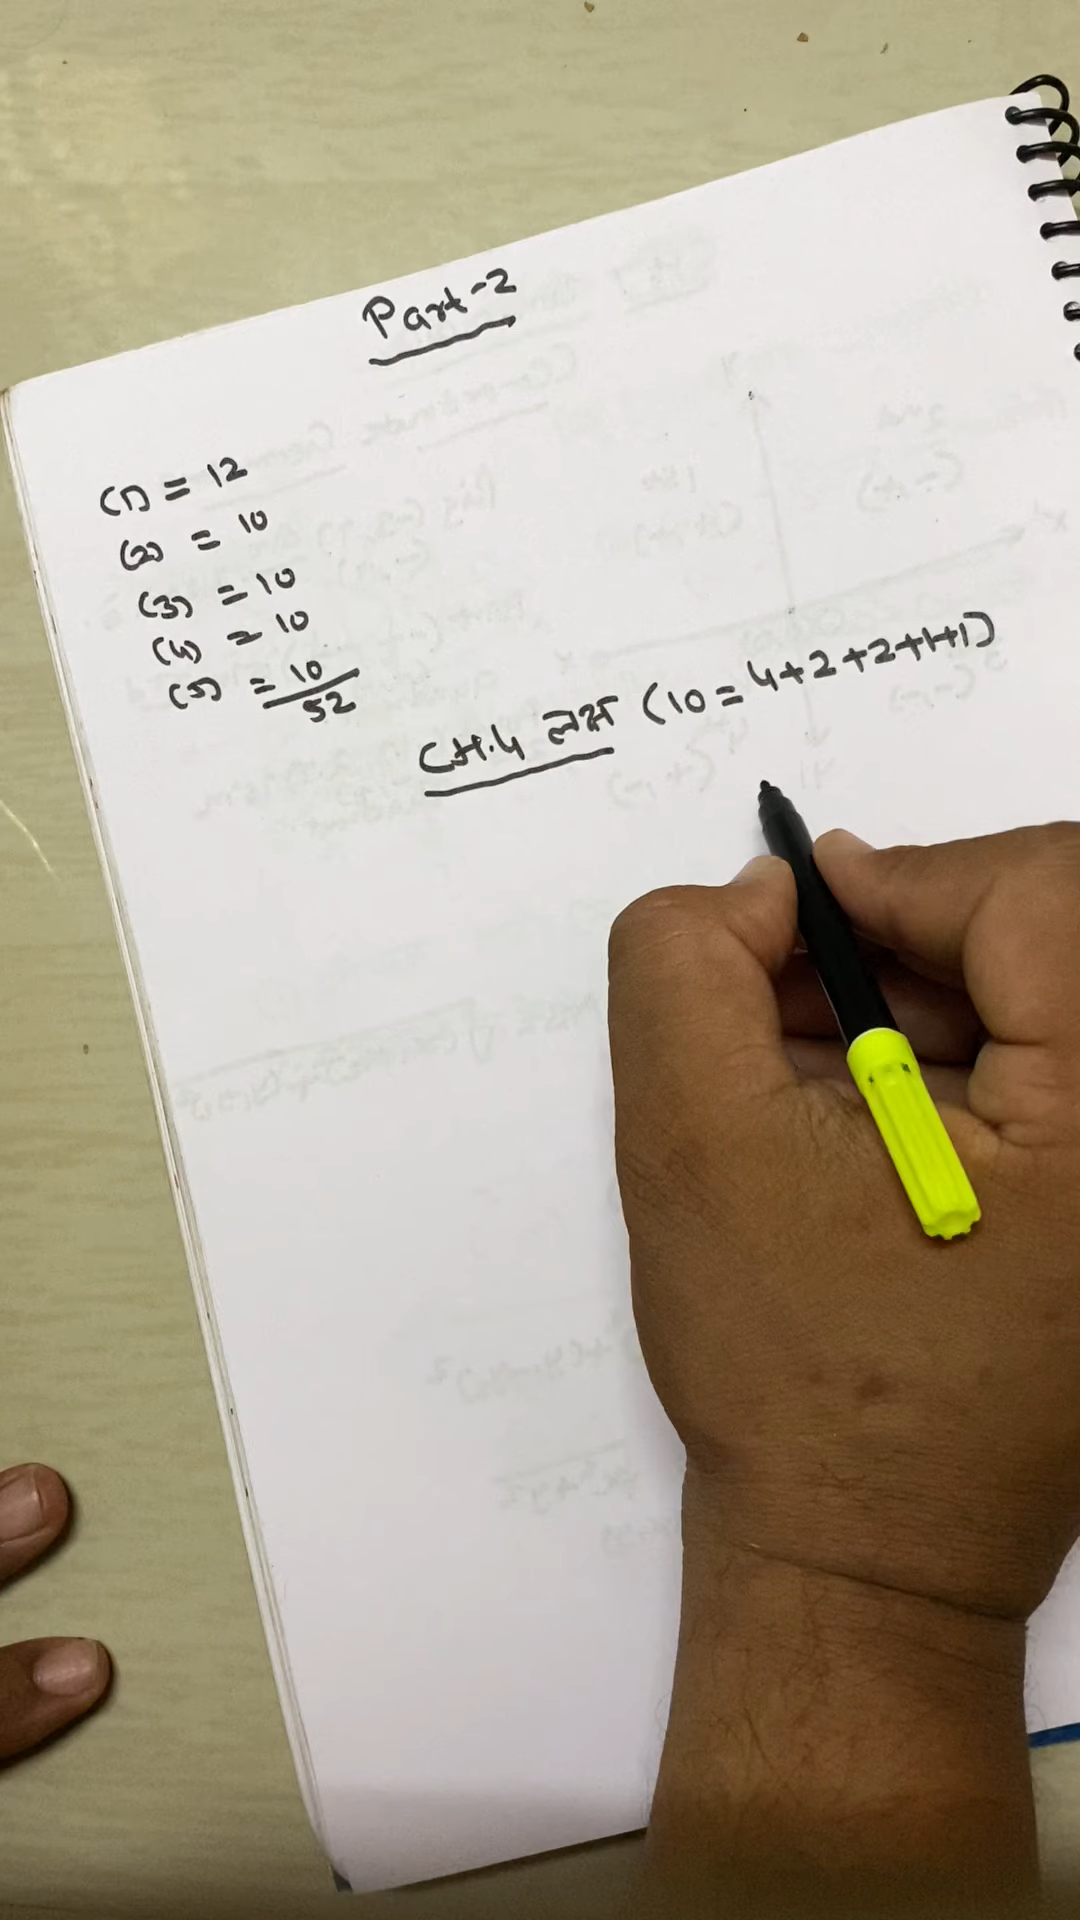 Part-2
(1) = 12
(2) = 10
(3) = 10
(4) = 10
(5) = 10
52
CH.4 লম্ব (10 = 4+2+2+1+1)